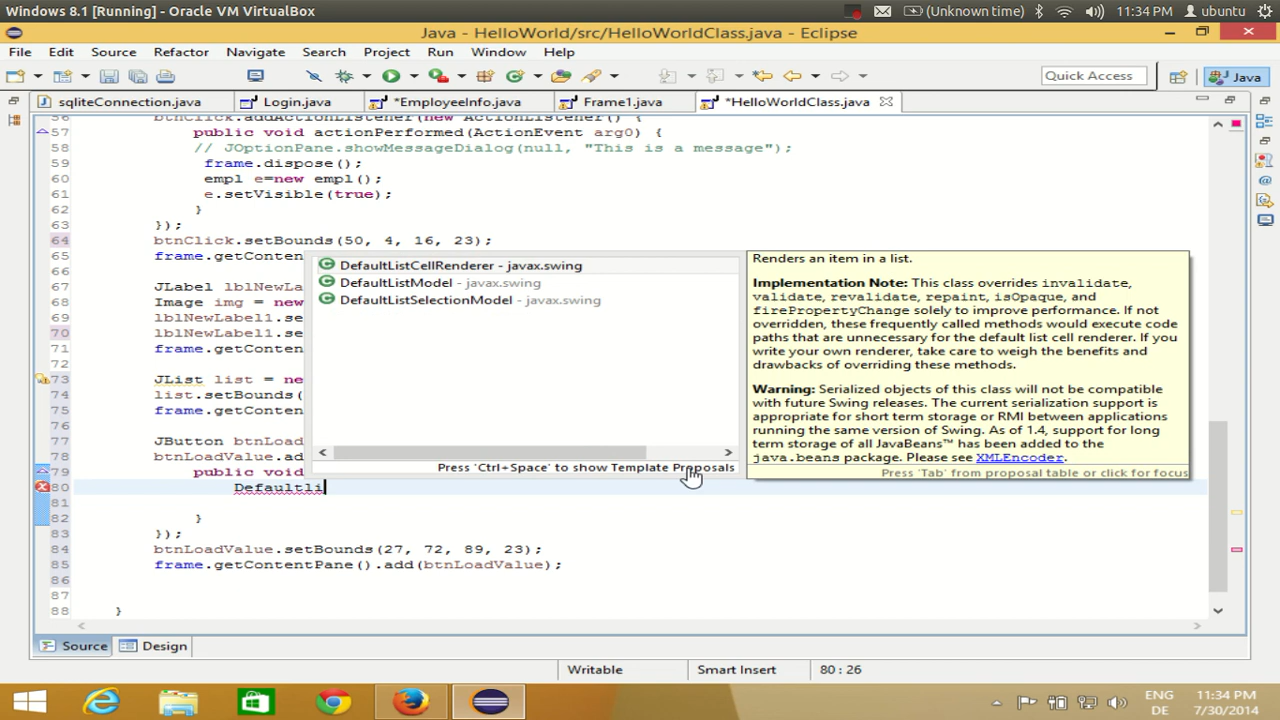 Windows 8.1 [Running] - Oracle VM VirtualBox
(Unknown time) 11:34 PM ubuntu
Java - HelloWorld/src/HelloWorldClass.java - Eclipse
File Edit Source Refactor Navigate Search Project Run Window Help
Quick Access Java
sqliteConnection.java Login.java *EmployeeInfo.java Frame1.java *HelloWorldClass.java
56 btnClick.addActionListener(new ActionListener() {
57 public void actionPerformed(ActionEvent arg0) {
58 // JOptionPane.showMessageDialog(null, "This is a message");
59 frame.dispose();
60 empl e=new empl();
61 e.setVisible(true);
62 }
63 });
64 btnClick.setBounds(50, 4, 16, 23);
65 frame.getConten
66
67 JLabel lblNewLabel
68 Image img = new
69 lblNewLabel1.se
70 lblNewLabel1.se
71 frame.getConten
72
73 JList list = ne
74 list.setBounds(
75 frame.getConten
76
77 JButton btnLoad
78 btnLoadValue.ad
79 public void
80 Defaultli
81
82 }
83 });
84 btnLoadValue.setBounds(27, 72, 89, 23);
85 frame.getContentPane().add(btnLoadValue);
86
87
88 }
DefaultListCellRenderer - javax.swing
DefaultListModel - javax.swing
DefaultListSelectionModel - javax.swing
Press 'Ctrl+Space' to show Template Proposals
Renders an item in a list.
Implementation Note: This class overrides invalidate,
validate, revalidate, repaint, isOpaque, and
firePropertyChange solely to improve performance. If not
overridden, these frequently called methods would execute code
paths that are unnecessary for the default list cell renderer. If you
write your own renderer, take care to weigh the benefits and
drawbacks of overriding these methods.
Warning: Serialized objects of this class will not be compatible
with future Swing releases. The current serialization support is
appropriate for short term storage or RMI between applications
running the same version of Swing. As of 1.4, support for long
term storage of all JavaBeans™ has been added to the
java.beans package. Please see XMLEncoder.
Press 'Tab' from proposal table or click for focus
Source Design
Writable Smart Insert 80 : 26
ENG 11:34 PM
DE 7/30/2014